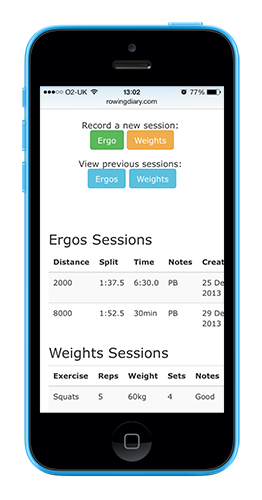 O2-UK 13:02 77%
rowingdiary.com
Record a new session:
Ergo Weights
View previous sessions:
Ergos Weights
Ergos Sessions
Distance Split Time Notes Creat
2000 1:37.5 6:30.0 PB 25 De
2013
8000 1:52.5 30min PB 29 De
2013
Weights Sessions
Exercise Reps Weight Sets Notes
Squats 5 60kg 4 Good